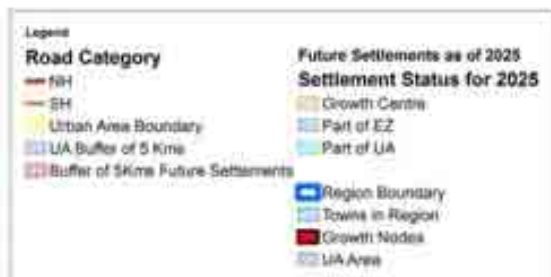 Legend
Road Category
NH
SH
Urban Area Boundary
UA Buffer of 5 Kms
Buffer of 5Kms Future Settlements
Future Settlements as of 2025
Settlement Status for 2025
Growth Centre
Part of EZ
Part of UA
Region Boundary
Towns in Region
Growth Nodes
UA Area